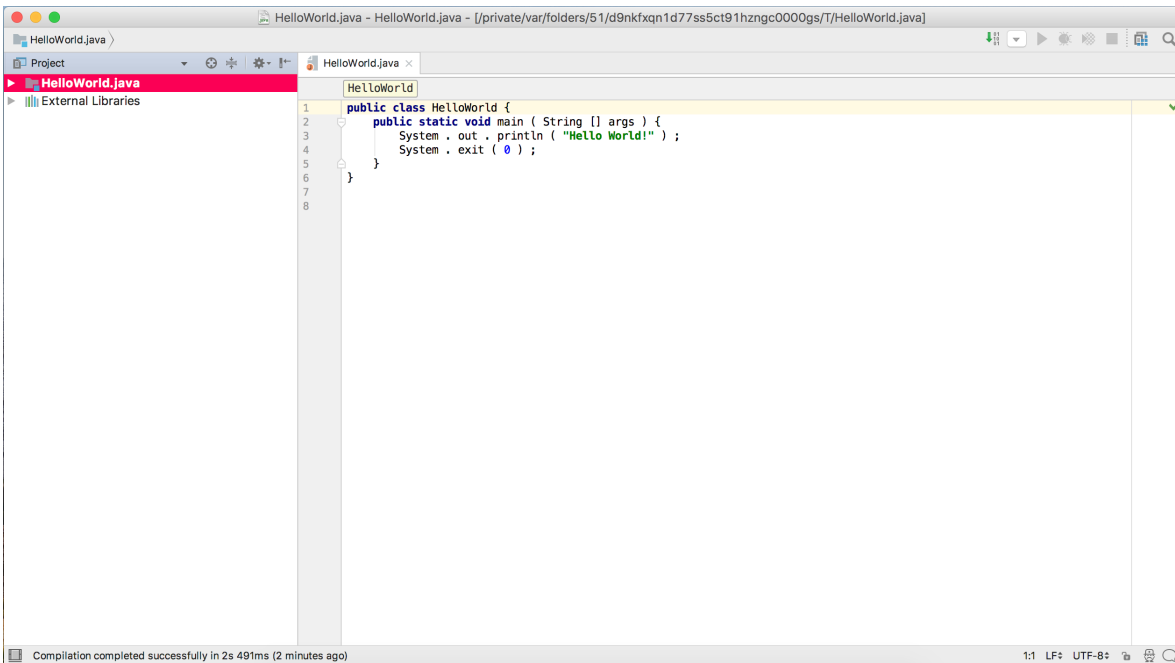 HelloWorld.java - HelloWorld.java - [/private/var/folders/51/d9nkfxqn1d77ss5ct91hzngc0000gs/T/HelloWorld.java]
HelloWorld.java
Project
HelloWorld.java
HelloWorld.java
External Libraries
HelloWorld
1 public class HelloWorld {
2 public static void main ( String [] args ) {
3 System . out . println ( "Hello World!" ) ;
4 System . exit ( 0 ) ;
5 }
6 }
7
8
Compilation completed successfully in 2s 491ms (2 minutes ago) 1:1 LF UTF-8